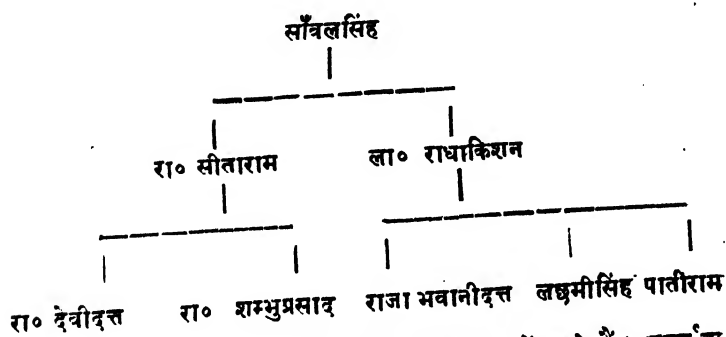 साँवलसिंह
रा० सीताराम ला० राधाकिशन
रा० देवीदत्त रा० शम्भुप्रसाद राजा भवानीदत्त लछमीसिंह पातीराम